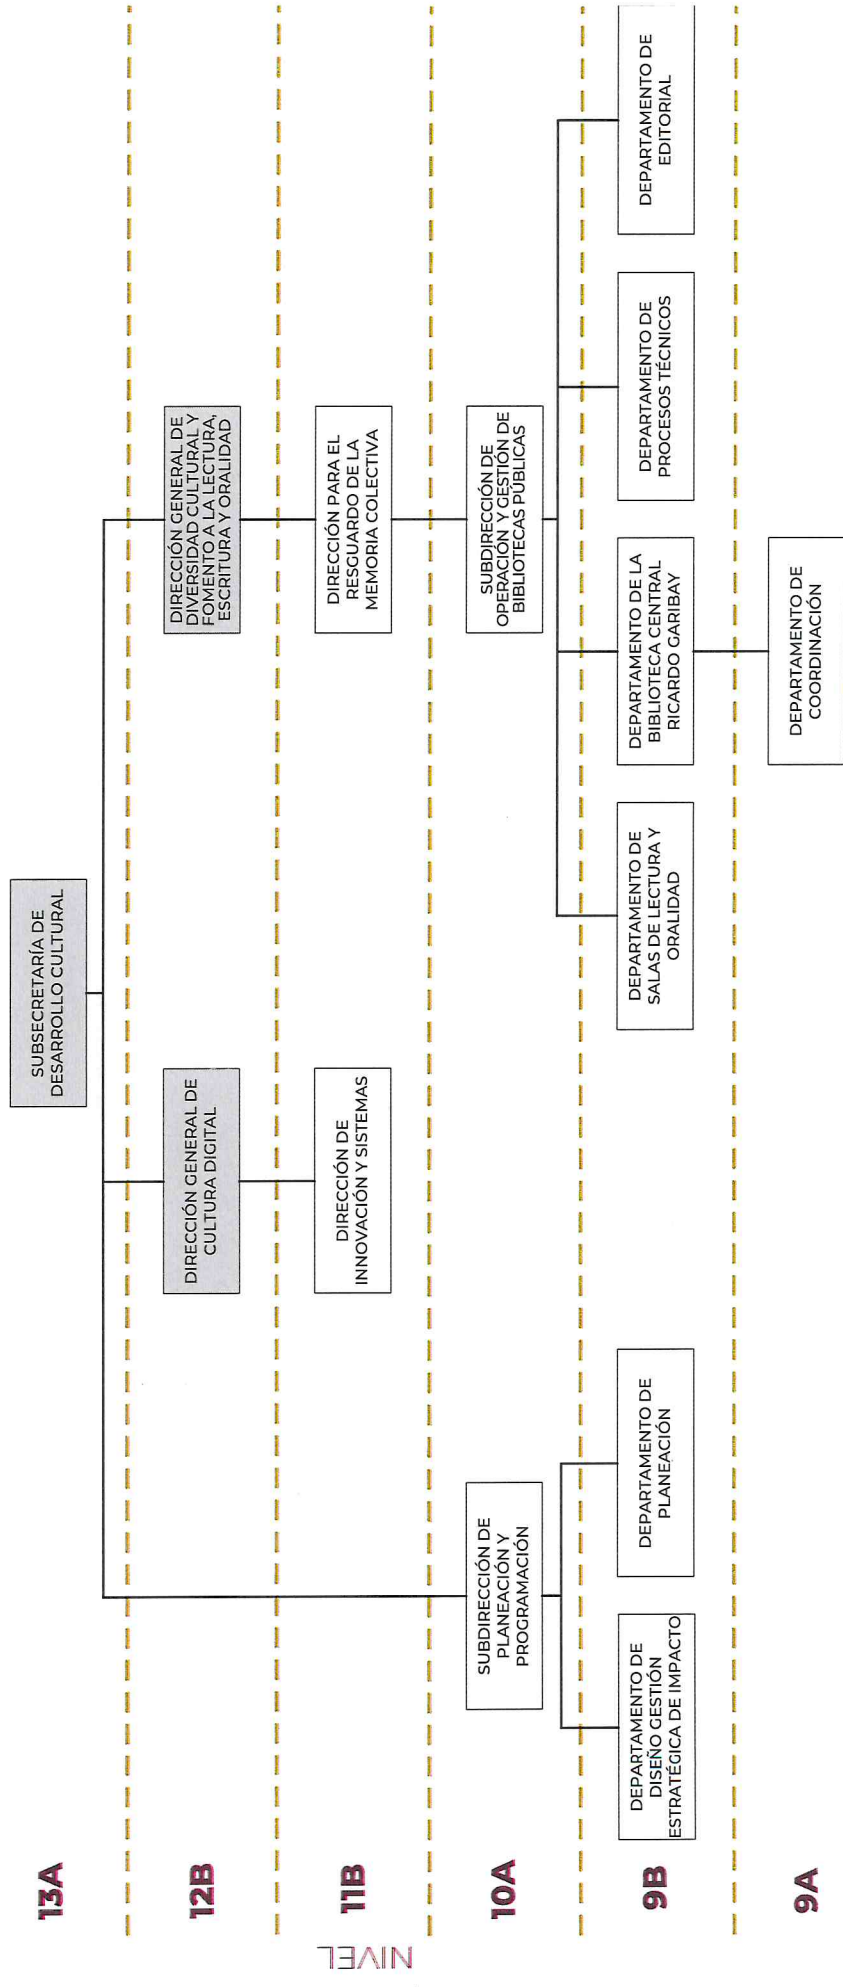 NIVEL
13A
SUBSECRETARÍA DE
DESARROLLO CULTURAL
12B
DIRECCIÓN GENERAL DE
CULTURA DIGITAL
DIRECCIÓN GENERAL DE
DIVERSIDAD CULTURAL Y
FOMENTO A LA LECTURA,
ESCRITURA Y ORALIDAD
11B
DIRECCIÓN DE
INNOVACIÓN Y SISTEMAS
DIRECCIÓN PARA EL
RESGUARDO DE LA
MEMORIA COLECTIVA
10A
SUBDIRECCIÓN DE
PLANEACIÓN Y
PROGRAMACIÓN
SUBDIRECCIÓN DE
OPERACIÓN Y GESTIÓN DE
BIBLIOTECAS PÚBLICAS
9B
DEPARTAMENTO DE
DISEÑO GESTIÓN
ESTRATÉGICA DE IMPACTO
DEPARTAMENTO DE
PLANEACIÓN
DEPARTAMENTO DE
SALAS DE LECTURA Y
ORALIDAD
DEPARTAMENTO DE LA
BIBLIOTECA CENTRAL
RICARDO GARIBAY
DEPARTAMENTO DE
PROCESOS TÉCNICOS
DEPARTAMENTO DE
EDITORIAL
9A
DEPARTAMENTO DE
COORDINACIÓN